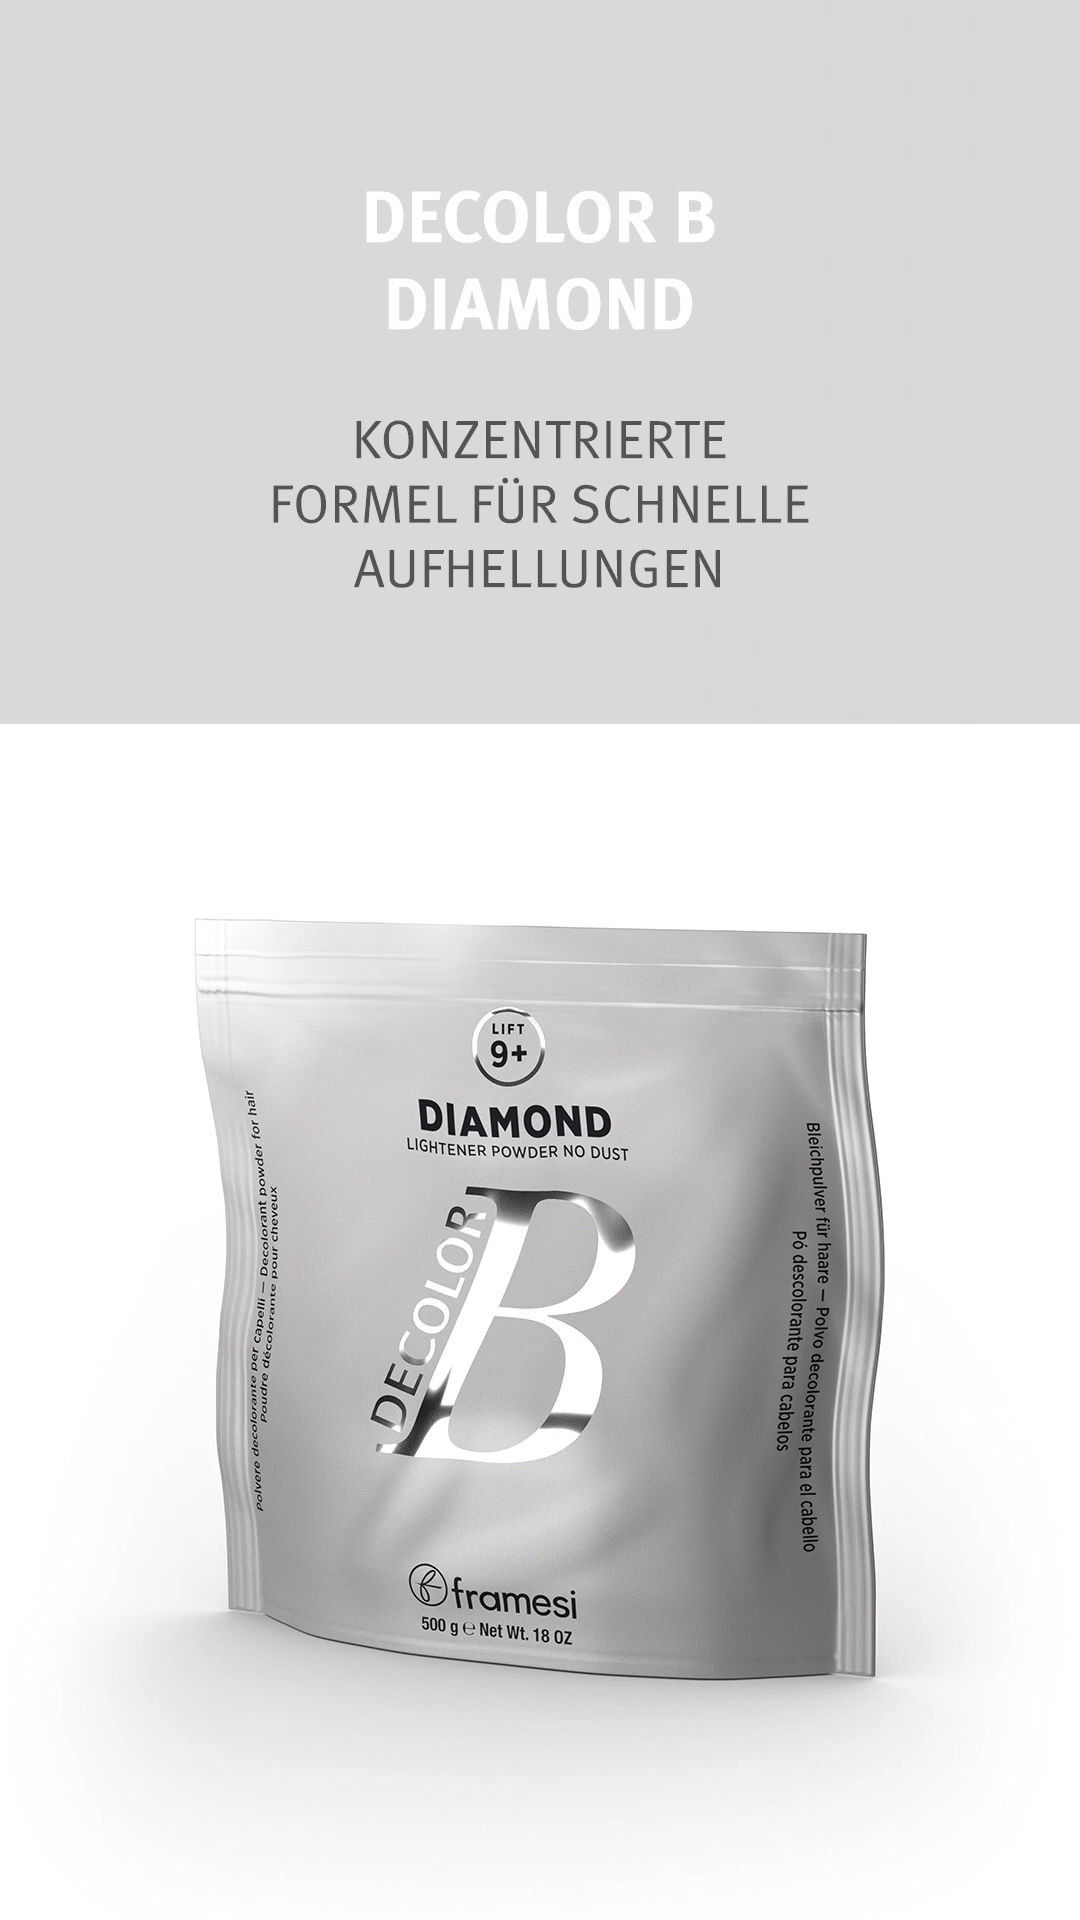 DECOLOR B
DIAMOND
KONZENTRIERTE
FORMEL FÜR SCHNELLE
AUFHELLUNGEN
LIFT
9+
DIAMOND
LIGHTENER POWDER NO DUST
DECOLOR
B
Polvere decolorante per capelli — Decolorant powder for hair
Poudre décolorante pour cheveux
Bleichpulver für haare — Polvo decolorante para el cabello
Pó descolorante para cabelos
framesi
500 g ℮ Net Wt. 18 OZ